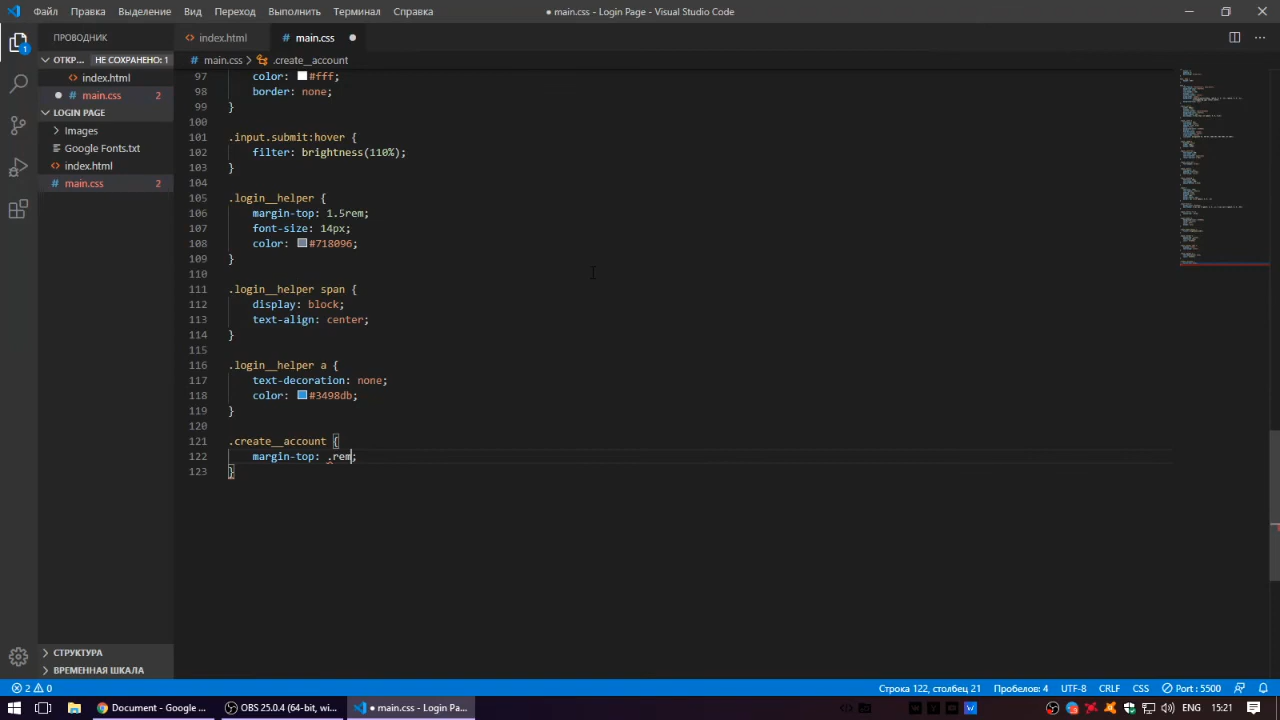 Файл Правка Выделение Вид Переход Выполнить Терминал Справка
● main.css - Login Page - Visual Studio Code
ПРОВОДНИК
index.html
# main.css ●
ОТКР... НЕ СОХРАНЕНО: 1
index.html
● # main.css 2
LOGIN PAGE
Images
Google Fonts.txt
index.html
# main.css 2
СТРУКТУРА
ВРЕМЕННАЯ ШКАЛА
# main.css > .create__account
97 color: #fff;
98 border: none;
99 }
100
101 .input.submit:hover {
102 filter: brightness(110%);
103 }
104
105 .login__helper {
106 margin-top: 1.5rem;
107 font-size: 14px;
108 color: #718096;
109 }
110
111 .login__helper span {
112 display: block;
113 text-align: center;
114 }
115
116 .login__helper a {
117 text-decoration: none;
118 color: #3498db;
119 }
120
121 .create__account {
122 margin-top: .rem;
123 }
2 0
Строка 122, столбец 21 Пробелов: 4 UTF-8 CRLF CSS Port : 5500
Document - Google ...
OBS 25.0.4 (64-bit, wi...
● main.css - Login Pa...
ENG 15:21